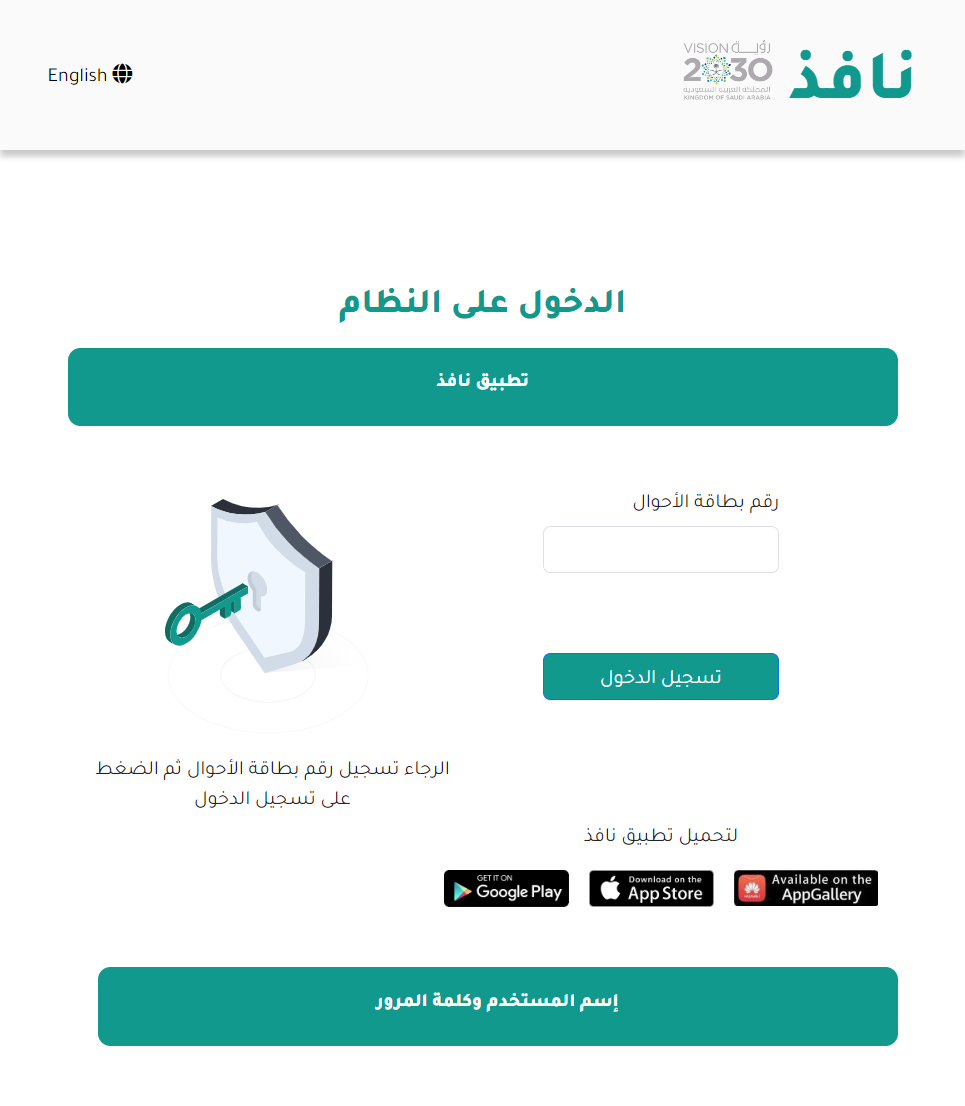 نافذ
VISION رؤيــة
2030
المملكة العربية السعودية
KINGDOM OF SAUDI ARABIA
English
الدخول على النظام
تطبيق نافذ
رقم بطاقة الأحوال
تسجيل الدخول
الرجاء تسجيل رقم بطاقة الأحوال ثم الضغط
على تسجيل الدخول
لتحميل تطبيق نافذ
Available on the
AppGallery
Download on the
App Store
GET IT ON
Google Play
إسم المستخدم وكلمة المرور